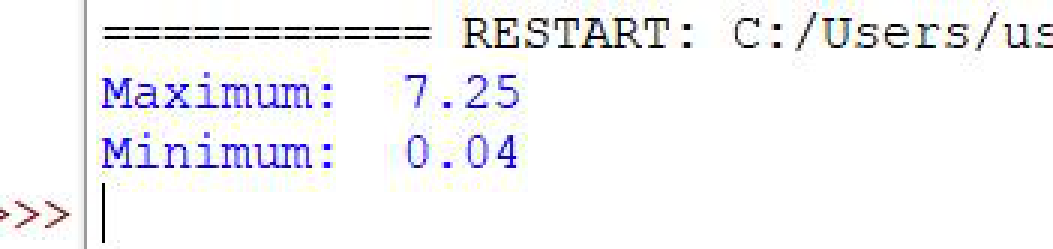 =========== RESTART: C:/Users/us
Maximum:  7.25
Minimum:  0.04
>>>